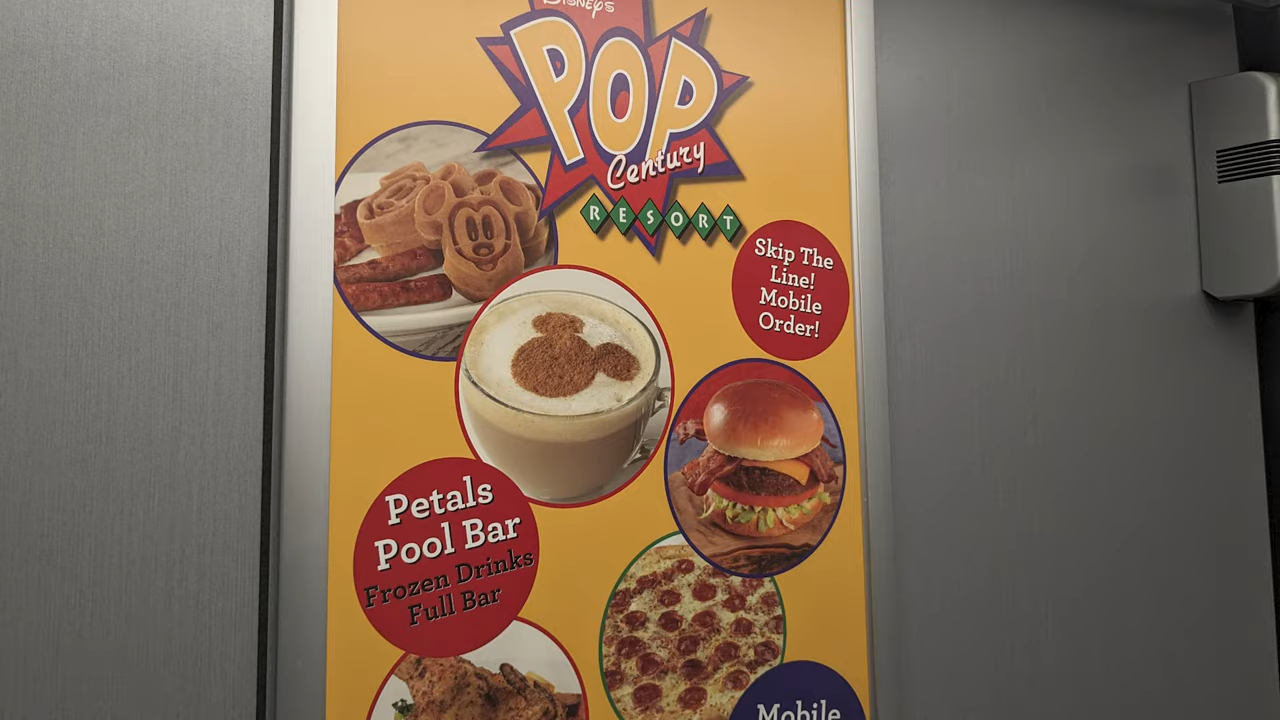 Disney's
POP
Century
RESORT
Skip The
Line!
Mobile
Order!
Petals
Pool Bar
Frozen Drinks
Full Bar
Mobile